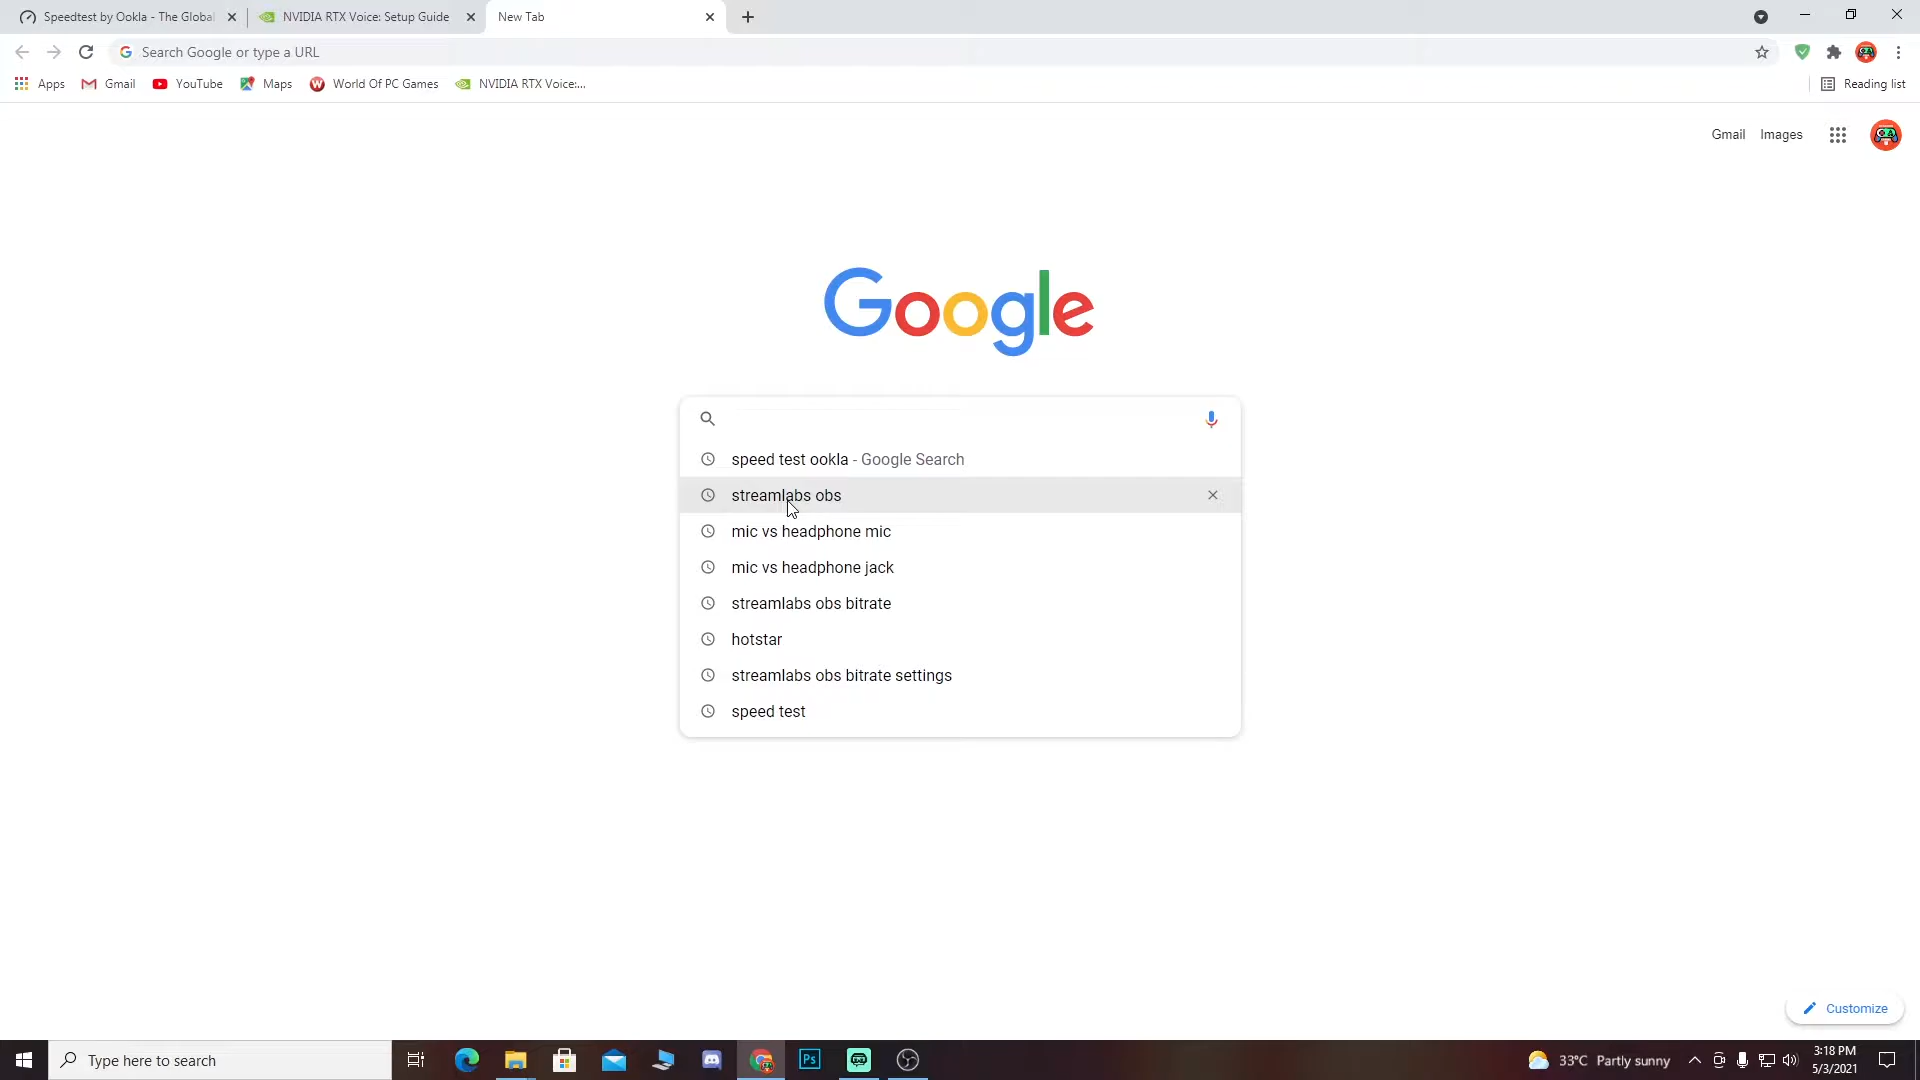 Speedtest by Ookla - The Global
NVIDIA RTX Voice: Setup Guide
New Tab
Search Google or type a URL
Apps
Gmail
YouTube
Maps
World Of PC Games
NVIDIA RTX Voice:...
Reading list
Gmail
Images
Google
speed test ookla - Google Search
streamlabs obs
mic vs headphone mic
mic vs headphone jack
streamlabs obs bitrate
hotstar
streamlabs obs bitrate settings
speed test
Customize
Type here to search
Ps
33°C Partly sunny
3:18 PM
5/3/2021